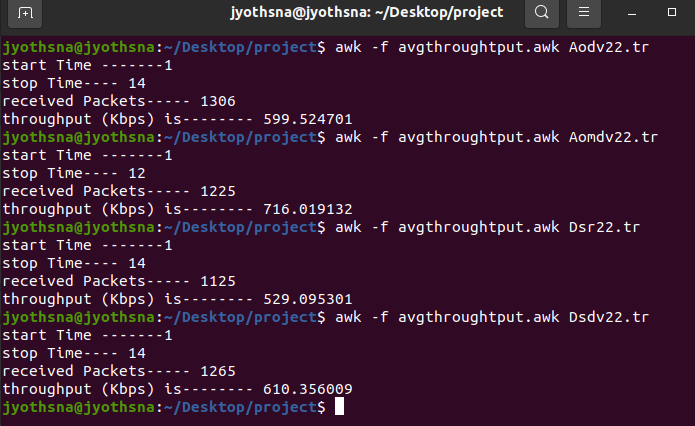 jyothsna@jyothsna: ~/Desktop/project
jyothsna@jyothsna:~/Desktop/project$ awk -f avgthroughtput.awk Aodv22.tr
start Time -------1
stop Time---- 14
received Packets----- 1306
throughput (Kbps) is-------- 599.524701
jyothsna@jyothsna:~/Desktop/project$ awk -f avgthroughtput.awk Aomdv22.tr
start Time -------1
stop Time---- 12
received Packets----- 1225
throughput (Kbps) is-------- 716.019132
jyothsna@jyothsna:~/Desktop/project$ awk -f avgthroughtput.awk Dsr22.tr
start Time -------1
stop Time---- 14
received Packets----- 1125
throughput (Kbps) is-------- 529.095301
jyothsna@jyothsna:~/Desktop/project$ awk -f avgthroughtput.awk Dsdv22.tr
start Time -------1
stop Time---- 14
received Packets----- 1265
throughput (Kbps) is-------- 610.356009
jyothsna@jyothsna:~/Desktop/project$